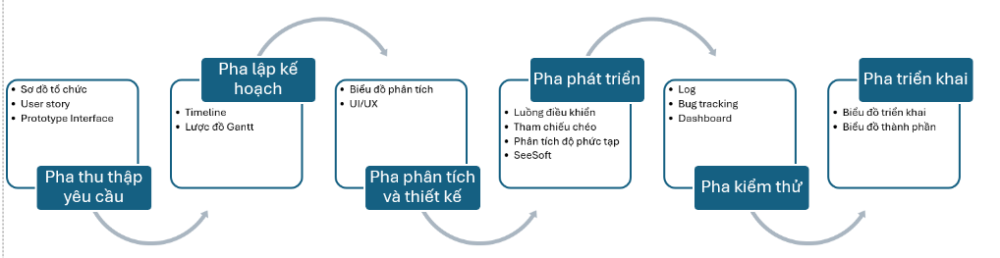 • Sơ đồ tổ chức
• User story
• Prototype Interface
Pha thu thập
yêu cầu
Pha lập kế
hoạch
• Timeline
• Lược đồ Gantt
• Biểu đồ phân tích
• UI/UX
Pha phân tích
và thiết kế
Pha phát triển
• Luồng điều khiển
• Tham chiếu chéo
• Phân tích độ phức tạp
• SeeSoft
• Log
• Bug tracking
• Dashboard
Pha kiểm thử
Pha triển khai
• Biểu đồ triển khai
• Biểu đồ thành phần